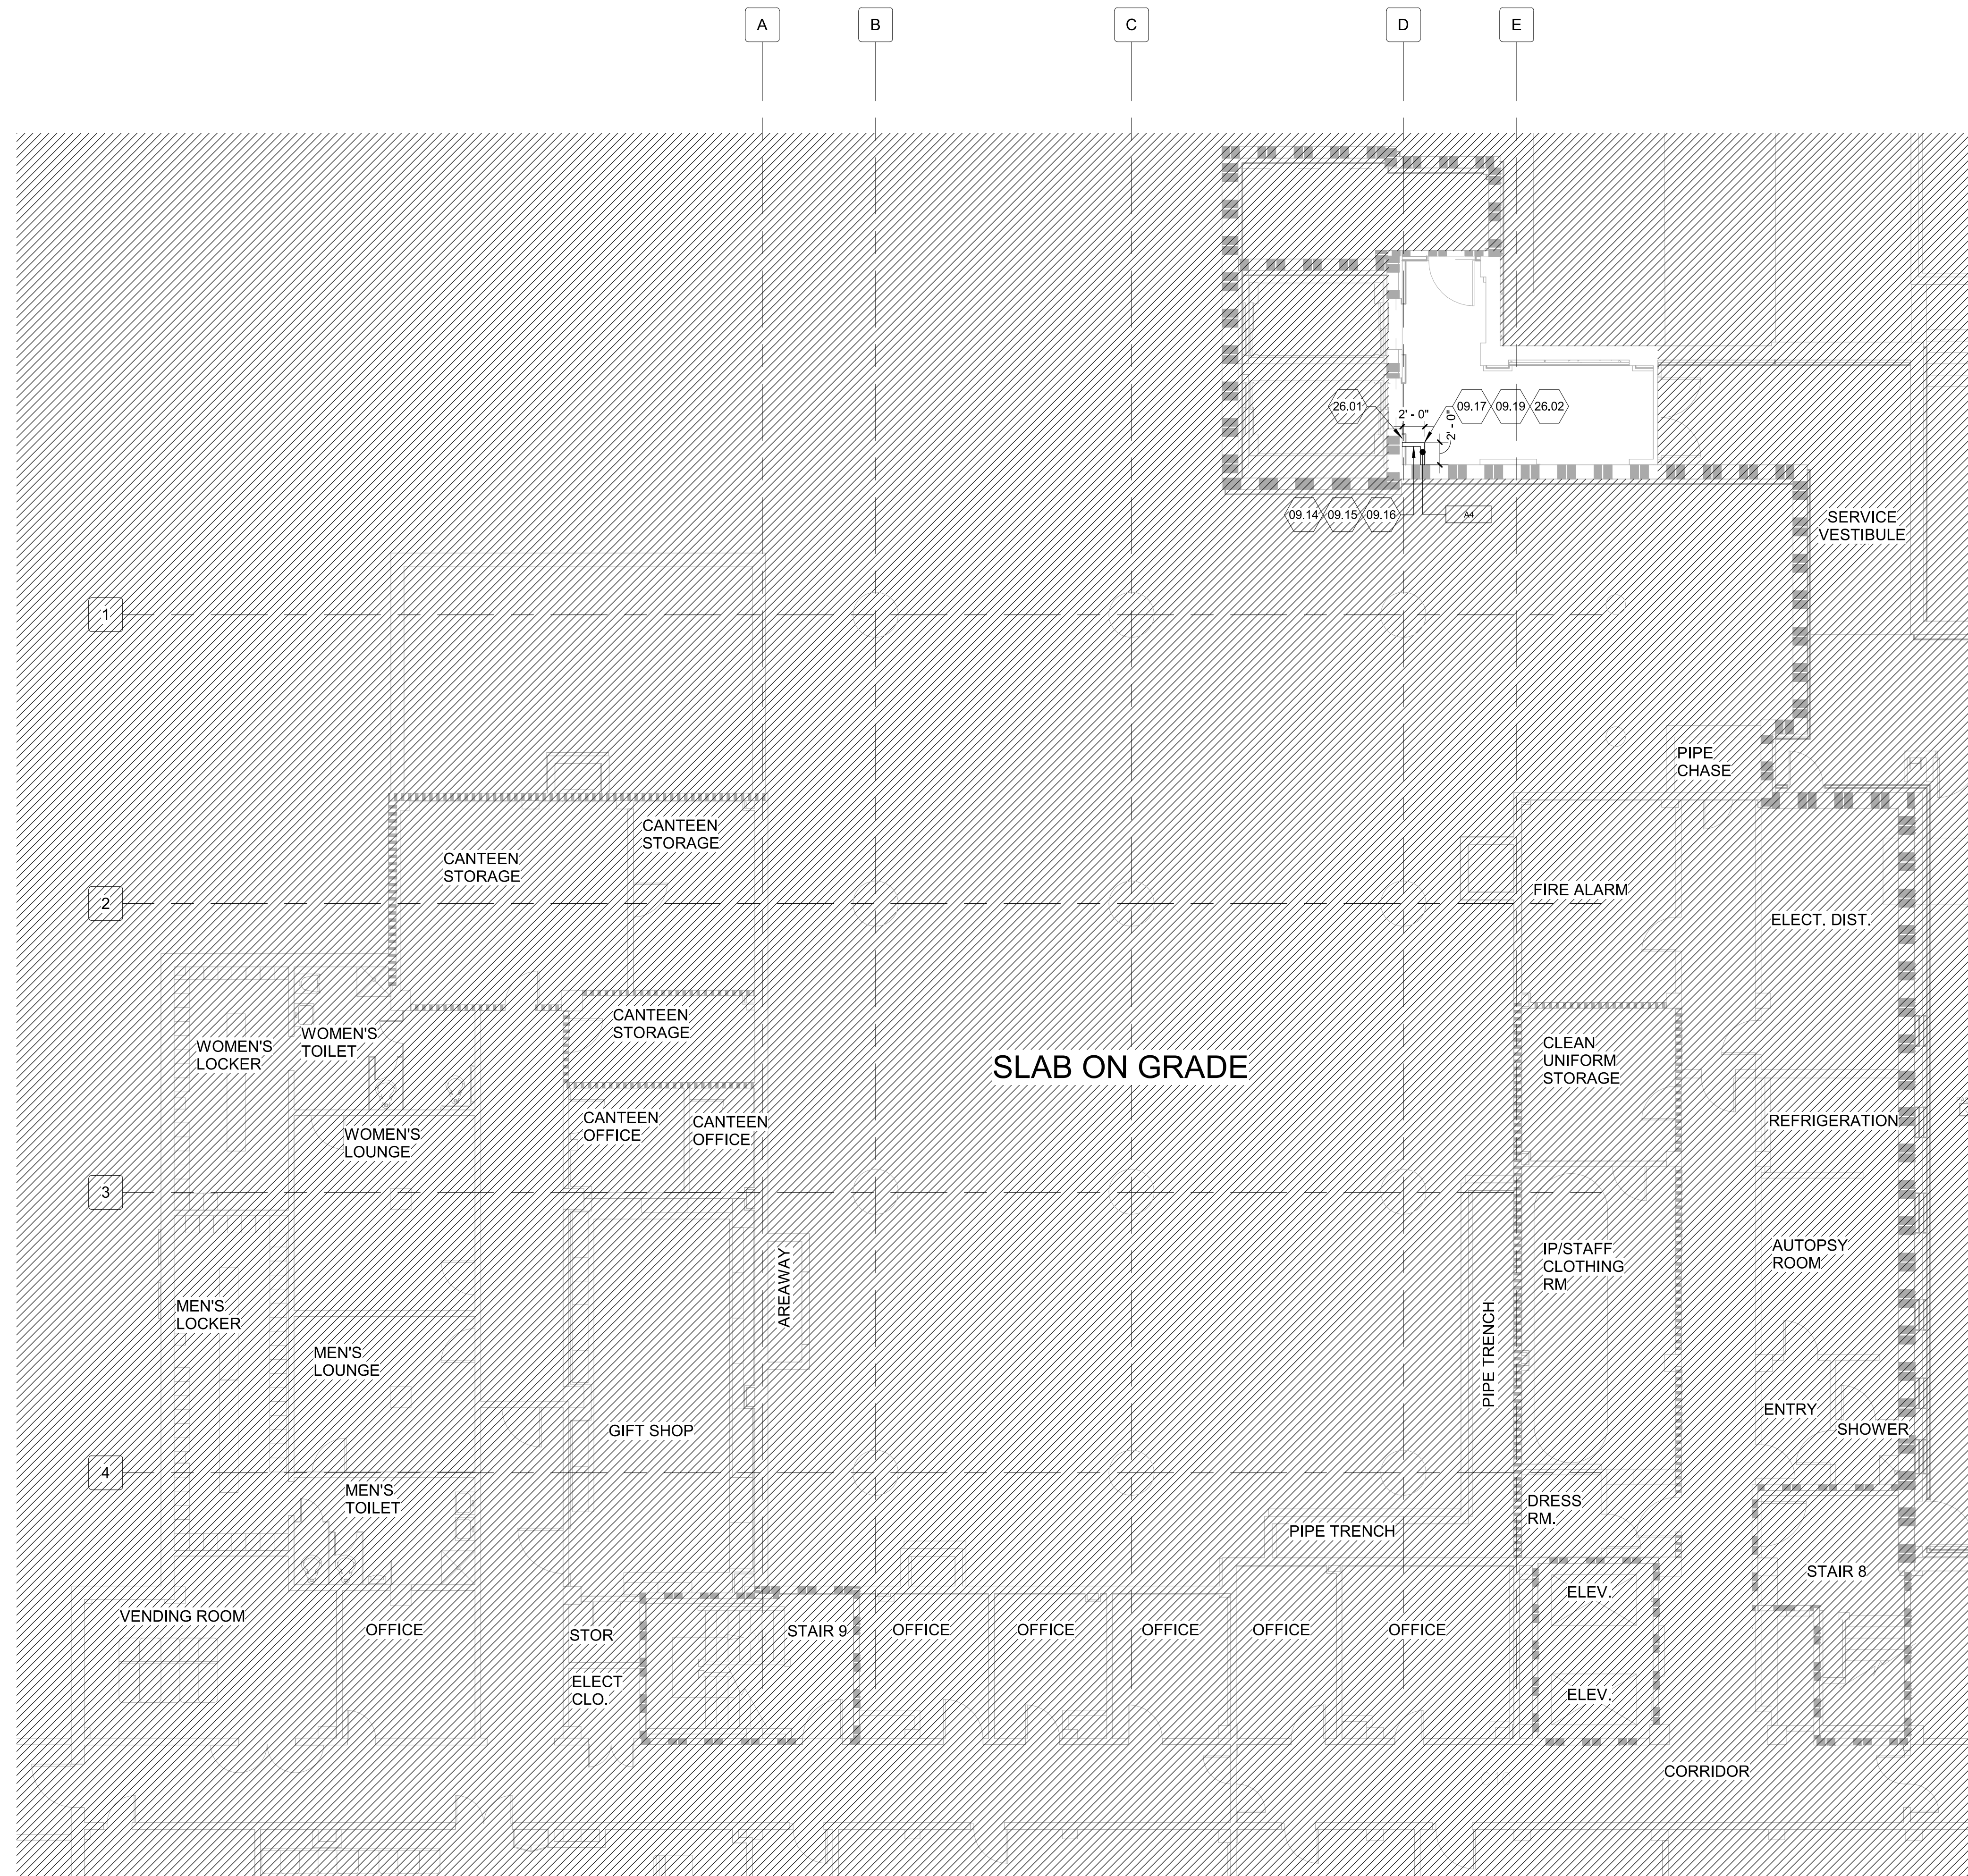 A
B
C
D
E
26.01
2' - 0"
2' - 0"
09.17
09.19
26.02
09.14
09.15
09.16
A4
SERVICE
VESTIBULE
1
PIPE
CHASE
CANTEEN
STORAGE
CANTEEN
STORAGE
2
FIRE ALARM
ELECT. DIST.
CANTEEN
STORAGE
WOMEN'S
LOCKER
WOMEN'S
TOILET
SLAB ON GRADE
CLEAN
UNIFORM
STORAGE
CANTEEN
OFFICE
CANTEEN
OFFICE
REFRIGERATION
WOMEN'S
LOUNGE
3
AREAWAY
IP/STAFF
CLOTHING
RM
AUTOPSY
ROOM
MEN'S
LOCKER
MEN'S
LOUNGE
PIPE TRENCH
GIFT SHOP
ENTRY
SHOWER
4
MEN'S
TOILET
DRESS
RM.
PIPE TRENCH
STAIR 8
ELEV.
VENDING ROOM
OFFICE
STOR
STAIR 9
OFFICE
OFFICE
OFFICE
OFFICE
OFFICE
ELECT
CLO.
ELEV.
CORRIDOR